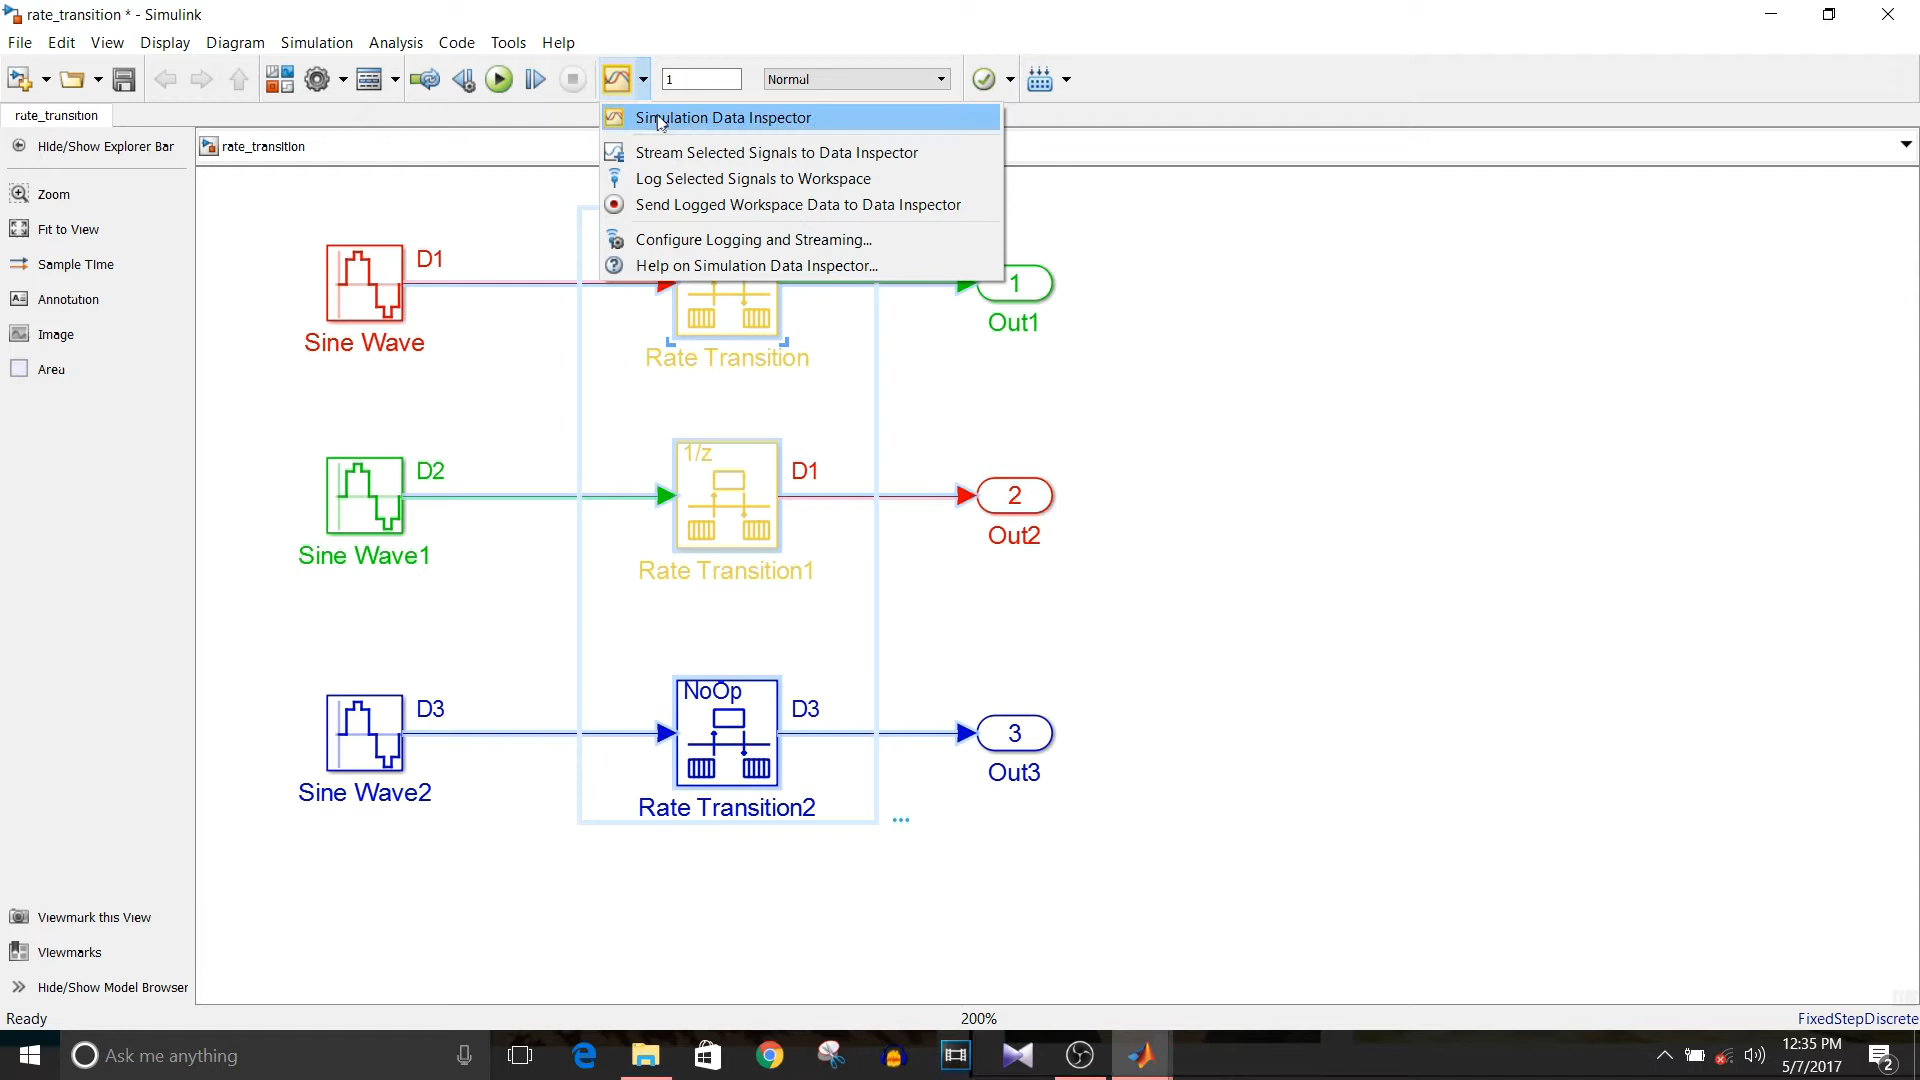 rate_transition * - Simulink
File Edit View Display Diagram Simulation Analysis Code Tools Help
1
Normal
rate_transition
Hide/Show Explorer Bar
rate_transition
Zoom
Fit to View
Sample Time
Annotation
Image
Area
Simulation Data Inspector
Stream Selected Signals to Data Inspector
Log Selected Signals to Workspace
Send Logged Workspace Data to Data Inspector
Configure Logging and Streaming...
Help on Simulation Data Inspector...
D1
Sine Wave
Rate Transition
1
Out1
D2
Sine Wave1
1/z
Rate Transition1
D1
2
Out2
D3
Sine Wave2
NoOp
Rate Transition2
D3
3
Out3
...
Viewmark this View
Viewmarks
Hide/Show Model Browser
Ready
200%
FixedStepDiscrete
Ask me anything
12:35 PM
5/7/2017
2